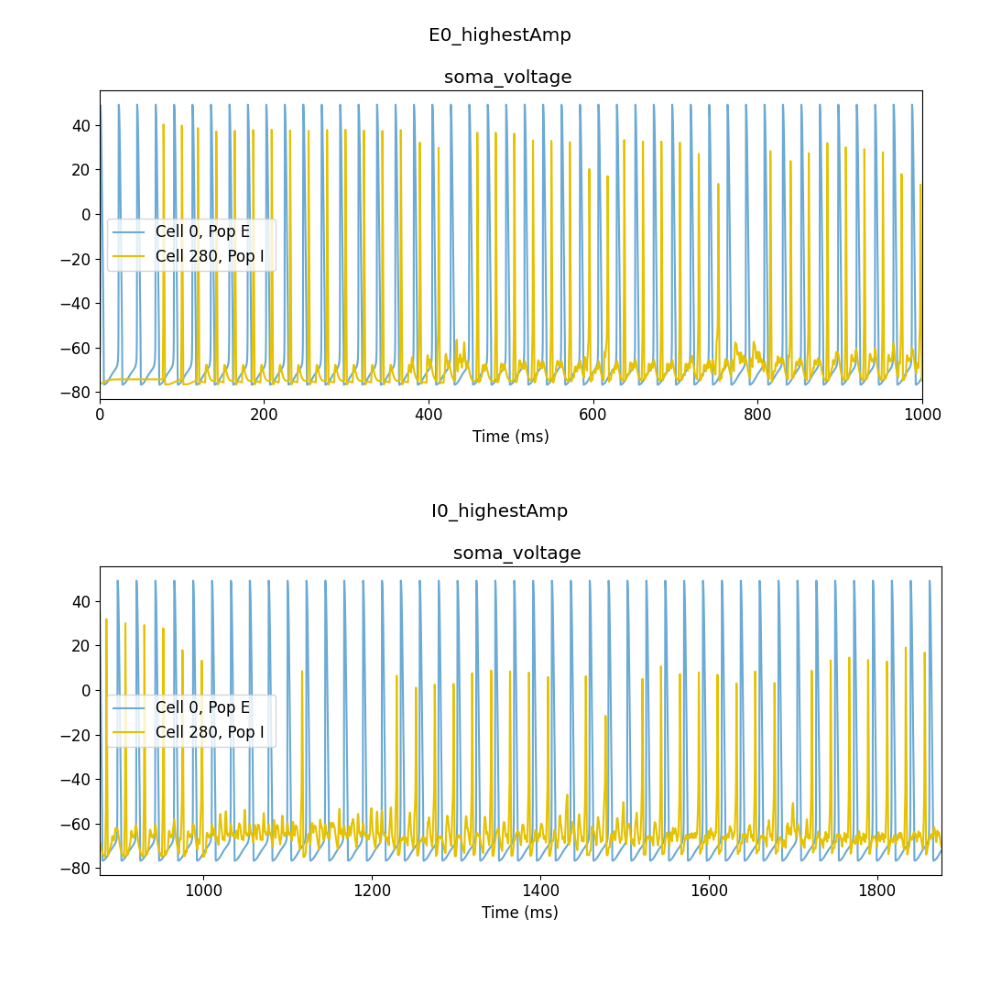 E0_highestAmp
soma_voltage
40
20
0
−20
−40
−60
−80
Cell 0, Pop E
Cell 280, Pop I
0 200 400 600 800 1000
Time (ms)
I0_highestAmp
soma_voltage
40
20
0
−20
−40
−60
−80
Cell 0, Pop E
Cell 280, Pop I
1000 1200 1400 1600 1800
Time (ms)